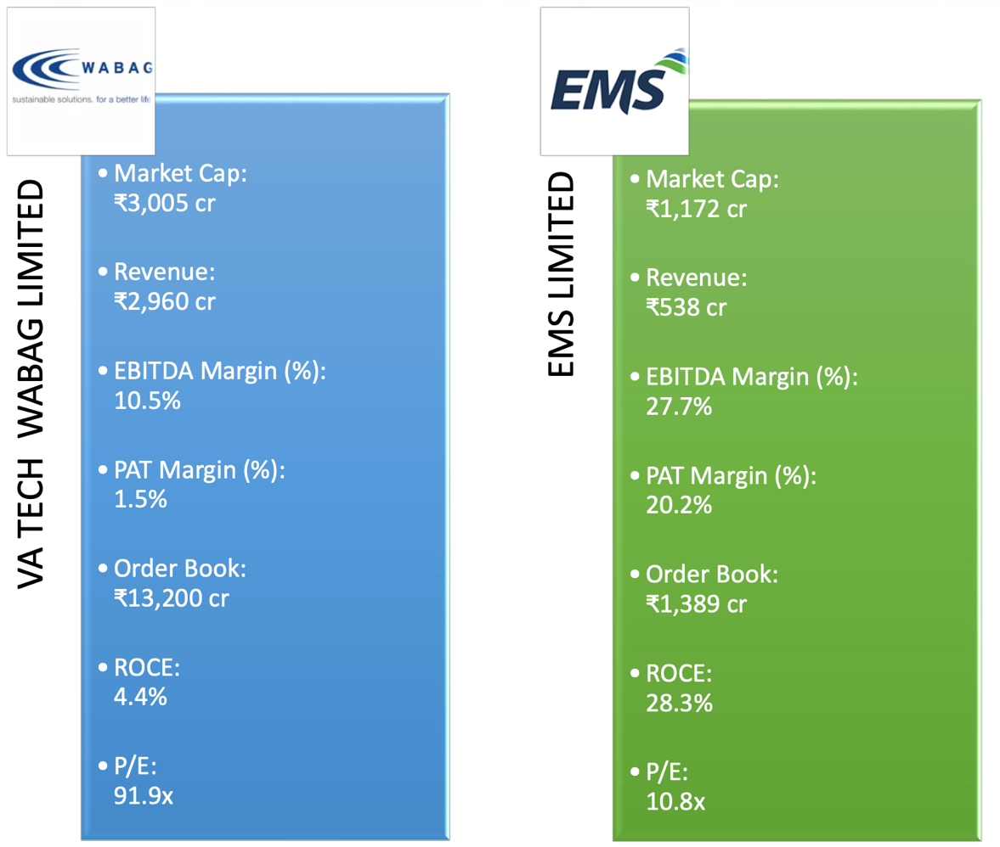 WABAG
sustainable solutions. for a better life
VA TECH WABAG LIMITED
• Market Cap:
₹3,005 cr
• Revenue:
₹2,960 cr
• EBITDA Margin (%):
10.5%
• PAT Margin (%):
1.5%
• Order Book:
₹13,200 cr
• ROCE:
4.4%
• P/E:
91.9x
EMS
EMS LIMITED
• Market Cap:
₹1,172 cr
• Revenue:
₹538 cr
• EBITDA Margin (%):
27.7%
• PAT Margin (%):
20.2%
• Order Book:
₹1,389 cr
• ROCE:
28.3%
• P/E:
10.8x